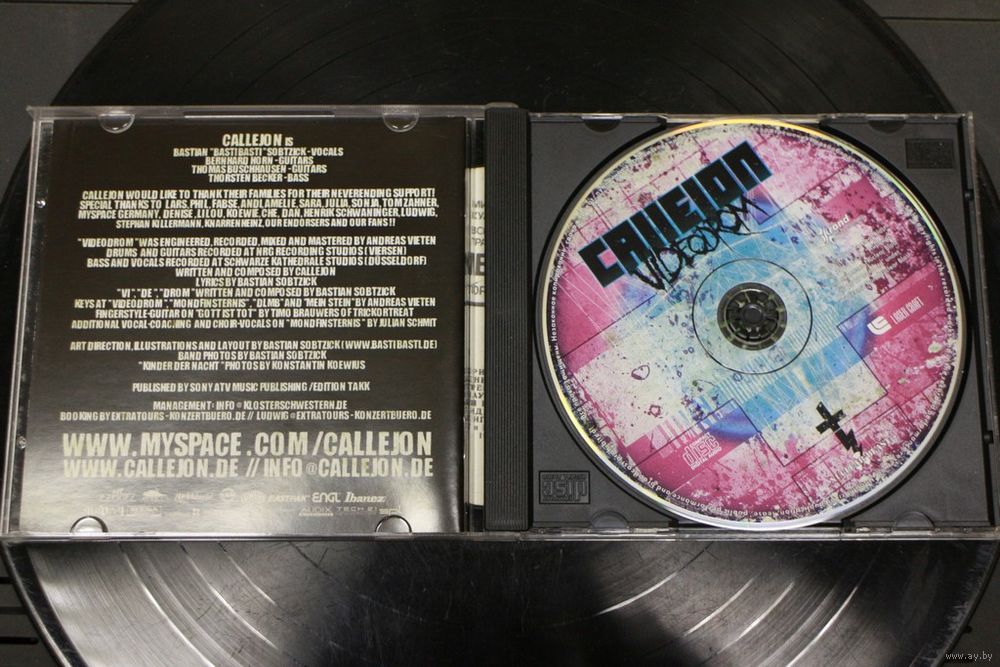 CALLEJON IS
BASTIAN "BASTIBASTI" SOBTZICK - VOCALS
BERNHARD HORN - GUITARS
THOMAS BUSCHHAUSEN - GUITARS
THORSTEN BECKER - BASS
CALLEJON WOULD LIKE TO THANK THEIR FAMILIES FOR THEIR NEVERENDING SUPPORT!
SPECIAL THANKS TO LARS, PHIL, FABSE, ANDI, AMELIE, SARA, JULIA, SONJA, TOM ZAHNER,
MYSPACE GERMANY, DENISE, LILOU, KOEWIE, CHE, DAN, HENRIK SCHWANINGER, LUDWIG,
STEPHAN KILLERMANN, KNARRENHEINZ, OUR ENDORSERS AND OUR FANS!!
"VIDEODROM" WAS ENGINEERED, RECORDED, MIXED AND MASTERED BY ANDREAS VIETEN
DRUMS AND GUITARS RECORDED AT NRG RECORDING STUDIOS (VIERSEN)
BASS AND VOCALS RECORDED AT SCHWARZE KATHEDRALE STUDIOS (DÜSSELDORF)
WRITTEN AND COMPOSED BY CALLEJON
LYRICS BY BASTIAN SOBTZICK
"VI", "DE", "DROM" WRITTEN AND COMPOSED BY BASTIAN SOBTZICK
KEYS AT "VIDEODROM", "MONDFINSTERNIS", "DLMB" AND "MEIN STEIN" BY ANDREAS VIETEN
FINGERSTYLE-GUITAR ON "GOTT IST TOT" BY TIMO BRAUWERS OF TRICKORTREAT
ADDITIONAL VOCAL-COACHING AND CHOIR-VOCALS ON "MONDFINSTERNIS" BY JULIAN SCHMIT
ART DIRECTION, ILLUSTRATIONS AND LAYOUT BY BASTIAN SOBTZICK (WWW.BASTIBASTI.DE)
BAND PHOTOS BY BASTIAN SOBTZICK
"KINDER DER NACHT" PHOTOS BY KONSTANTIN KOEWIUS
PUBLISHED BY SONY ATV MUSIC PUBLISHING / EDITION TAKK
MANAGEMENT: INFO @ KLOSTERSCHWESTERN.DE
BOOKING BY EXTRATOURS - KONZERTBUERO.DE // LUDWIG @ EXTRATOURS - KONZERTBUERO.DE
WWW.MYSPACE.COM/CALLEJON
WWW.CALLEJON.DE // INFO @ CALLEJON.DE
EASTPAK ENGL Ibanez
AUDIX TECH 21
CALLEJON
VIDEODROM
disc
DIGITAL AUDIO
disc
www.ay.by